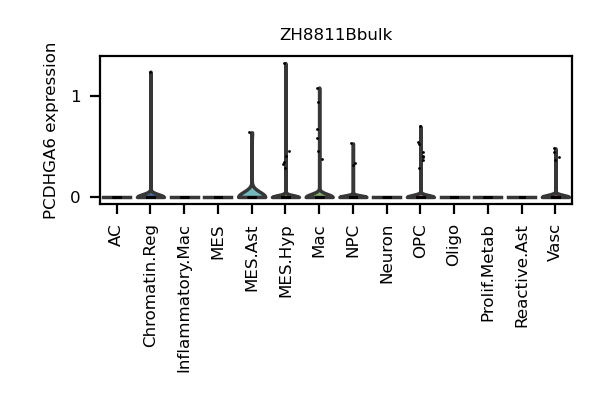 ZH8811Bbulk
PCDHGA6 expression
1
0
AC
Chromatin.Reg
Inflammatory.Mac
MES
MES.Ast
MES.Hyp
Mac
NPC
Neuron
OPC
Oligo
Prolif.Metab
Reactive.Ast
Vasc